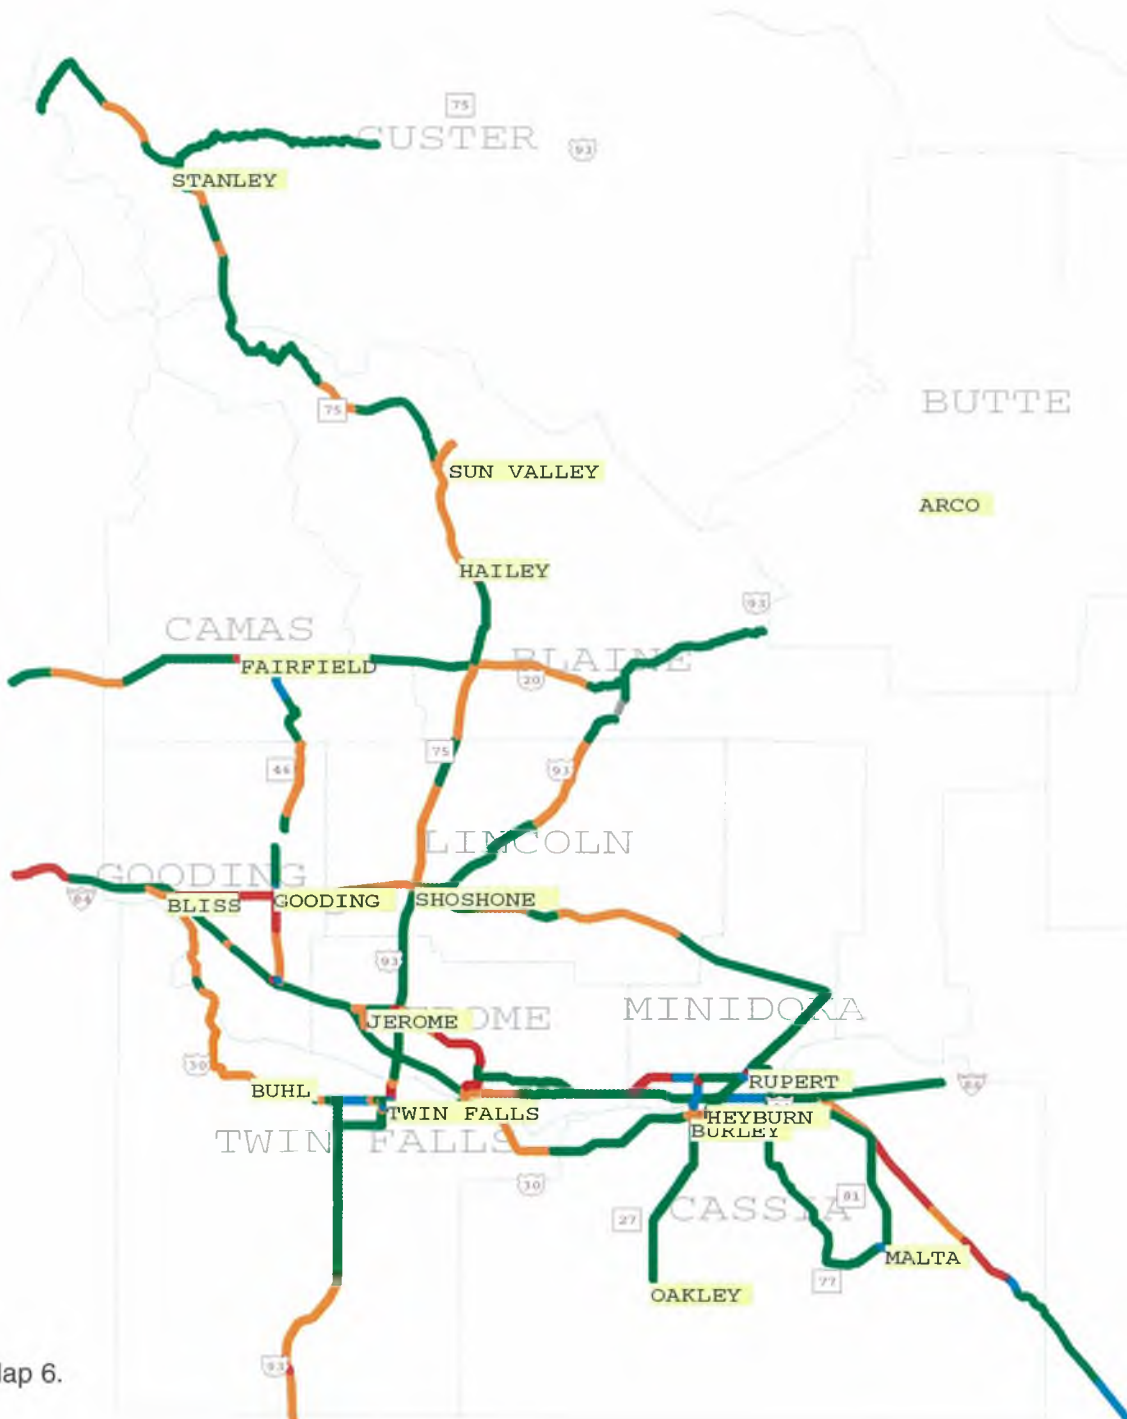 75
CUSTER
93
STANLEY
BUTTE
75
SUN VALLEY
ARCO
HAILEY
93
CAMAS
BLAINE
FAIRFIELD
20
75
46
93
LINCOLN
GOODING
84
BLISS
GOODING
SHOSHONE
93
MINIDOKA
JEROME
OME
30
BUHL
RUPERT
86
TWIN FALLS
HEYBURN
BURLEY
TWIN FALLS
30
81
27
CASSIA
MALTA
77
OAKLEY
93
ap 6.